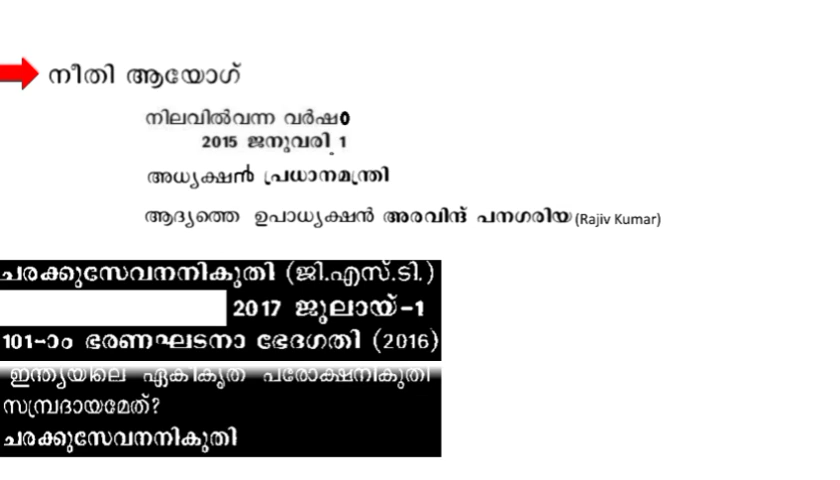 നീതി ആയോഗ്
നിലവിൽവന്ന വർഷം
2015 ജനുവരി 1
അധ്യക്ഷൻ പ്രധാനമന്ത്രി
ആദ്യത്തെ ഉപാധ്യക്ഷൻ അരവിന്ദ് പനഗരിയ (Rajiv Kumar)
ചരക്കുസേവനനികുതി (ജി.എസ്.ടി.)
2017 ജൂലായ്-1
101-ാം ഭരണഘടനാ ഭേദഗതി (2016)
ഇന്ത്യയിലെ ഏകീകൃത പരോക്ഷനികുതി
സമ്പ്രദായമേത്?
ചരക്കുസേവനനികുതി